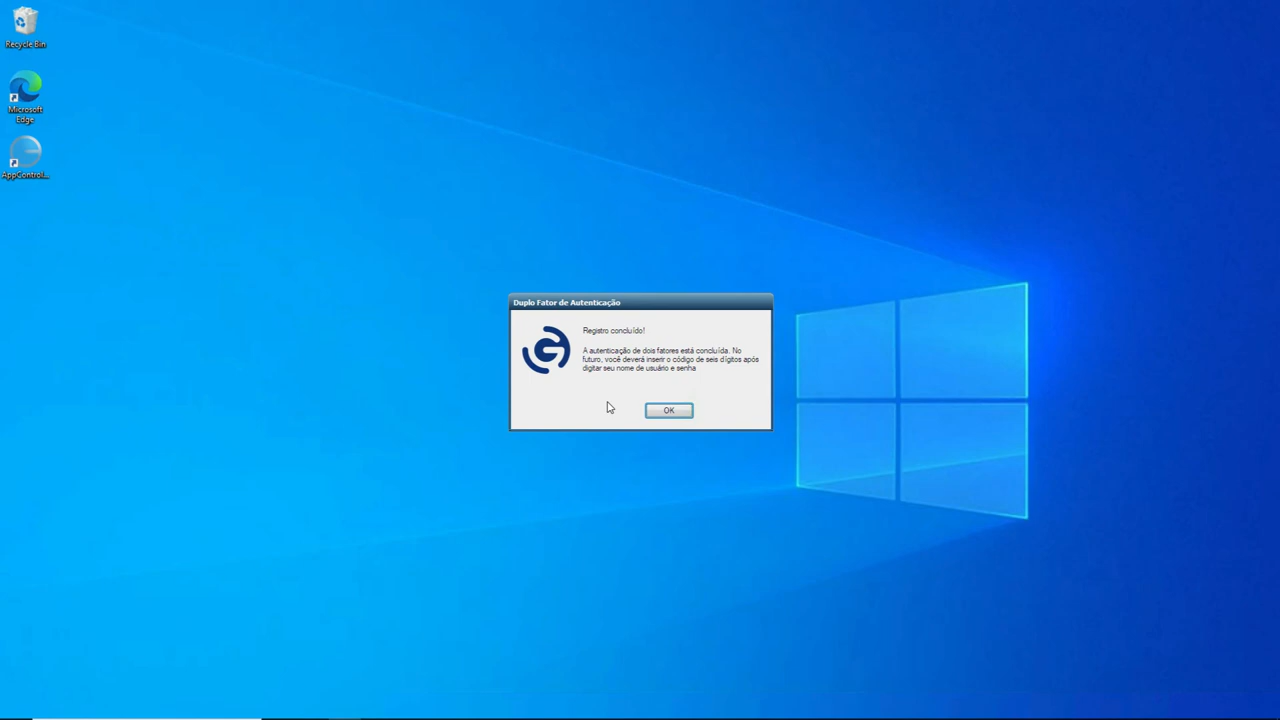 Recycle Bin
Microsoft
Edge
AppControl...
Duplo Fator de Autenticação
Registro concluído!
A autenticação de dois fatores está concluída. No
futuro, você deverá inserir o código de seis dígitos após
digitar seu nome de usuário e senha
OK